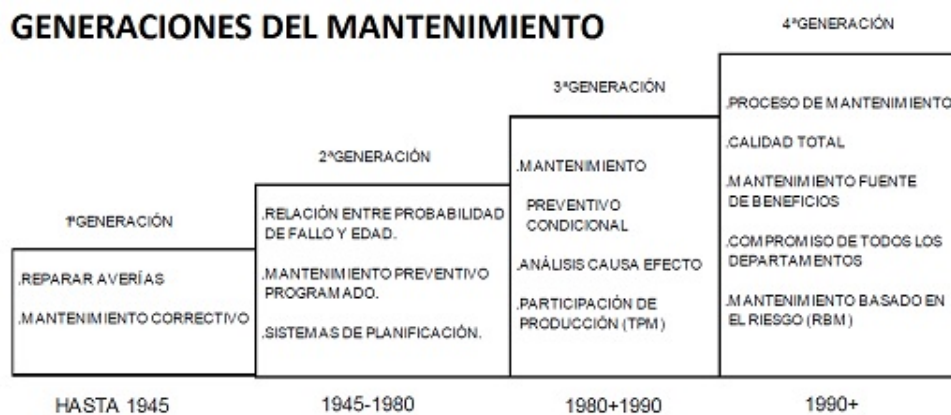 GENERACIONES DEL MANTENIMIENTO
1ªGENERACIÓN
.REPARAR AVERÍAS
.MANTENIMIENTO CORRECTIVO
HASTA 1945
2ªGENERACIÓN
.RELACIÓN ENTRE PROBABILIDAD
DE FALLO Y EDAD.
.MANTENIMIENTO PREVENTIVO
PROGRAMADO.
.SISTEMAS DE PLANIFICACIÓN.
1945-1980
3ªGENERACIÓN
.MANTENIMIENTO
PREVENTIVO
CONDICIONAL
.ANÁLISIS CAUSA EFECTO
.PARTICIPACIÓN DE
PRODUCCIÓN (TPM)
1980+1990
4ªGENERACIÓN
.PROCESO DE MANTENIMIENTO
.CALIDAD TOTAL
.MANTENIMIENTO FUENTE
DE BENEFICIOS
.COMPROMISO DE TODOS LOS
DEPARTAMENTOS
.MANTENIMIENTO BASADO EN
EL RIESGO (RBM)
1990+